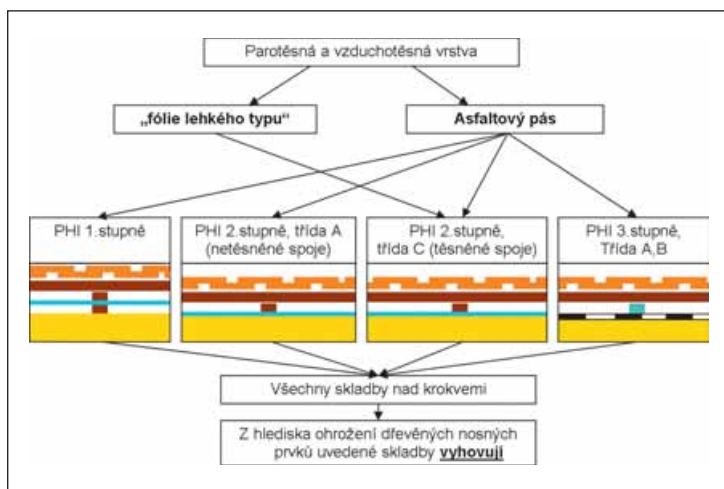 Parotěsná a vzduchotěsná vrstva
„fólie lehkého typu“
Asfaltový pás
PHI 1.stupně
PHI 2.stupně, třída A
(netěsněné spoje)
PHI 2.stupně,
třída C (těsněné spoje)
PHI 3.stupně,
Třída A,B
Všechny skladby nad krokvemi
Z hlediska ohrožení dřevěných nosných
prvků uvedené skladby vyhovují